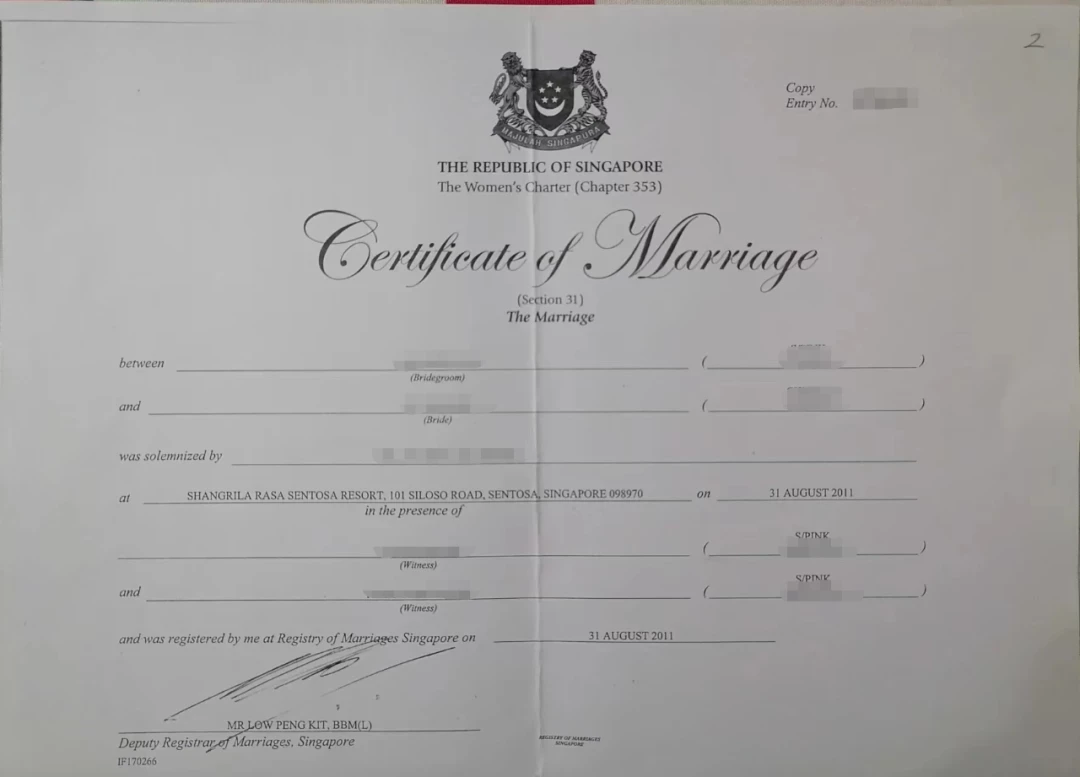 2
Copy
Entry No.
MAJULAH SINGAPURA
THE REPUBLIC OF SINGAPORE
The Women's Charter (Chapter 353)
Certificate of Marriage
(Section 31)
The Marriage
between ( )
(Bridegroom)
and ( )
(Bride)
was solemnized by
at SHANGRILA RASA SENTOSA RESORT, 101 SILOSO ROAD, SENTOSA, SINGAPORE 098970 on 31 AUGUST 2011
in the presence of
S/PINK
( )
(Witness)
S/PINK
and ( )
(Witness)
and was registered by me at Registry of Marriages Singapore on 31 AUGUST 2011
MR LOW PENG KIT, BBM(L)
Deputy Registrar of Marriages, Singapore
REGISTRY OF MARRIAGES
SINGAPORE
IF170266